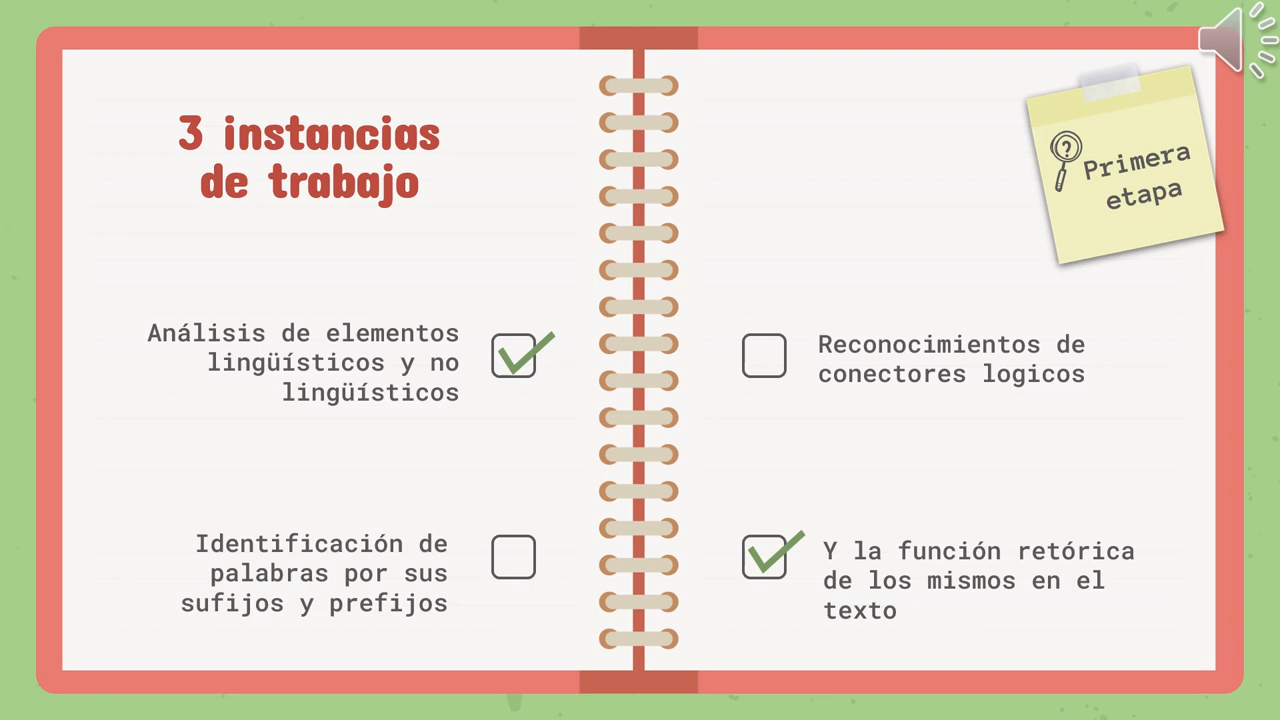 3 instancias
de trabajo
Análisis de elementos
lingüísticos y no
lingüísticos
Identificación de
palabras por sus
sufijos y prefijos
?
Primera
etapa
Reconocimientos de
conectores logicos
Y la función retórica
de los mismos en el
texto